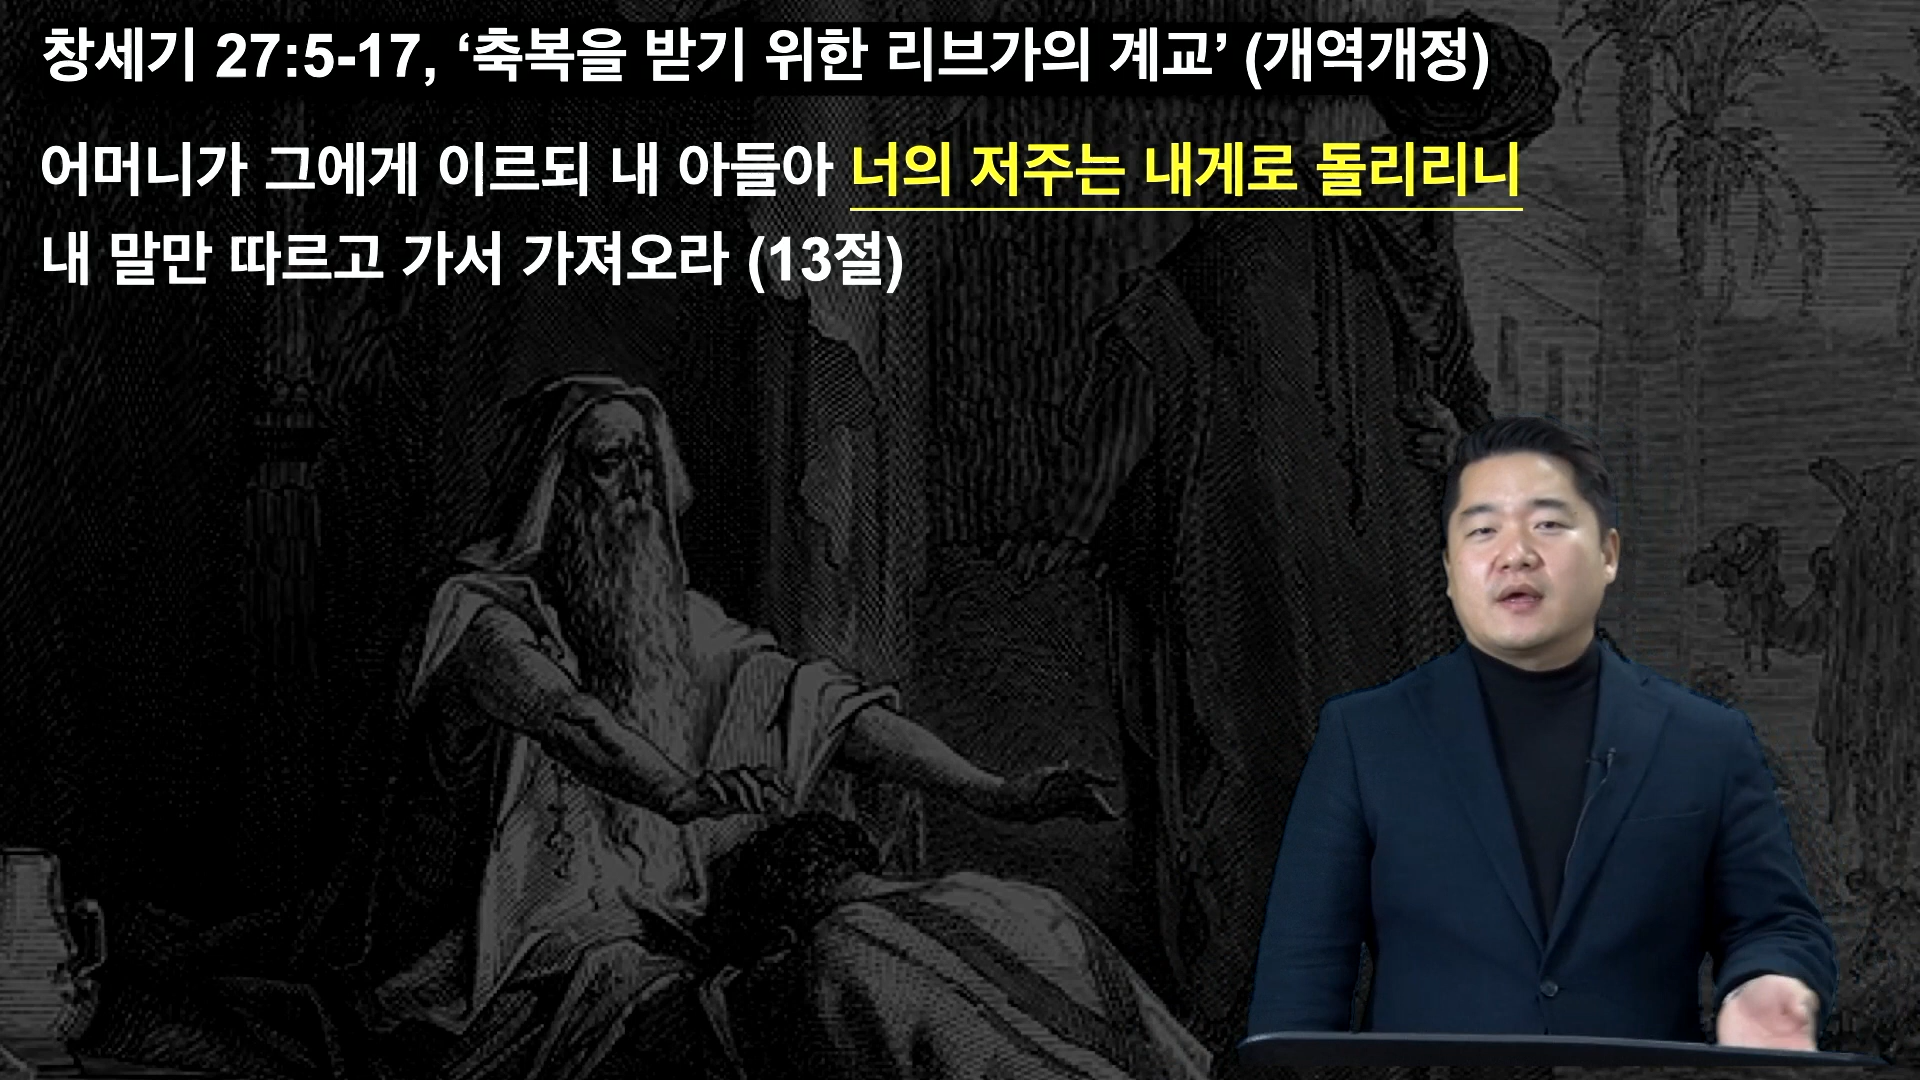 창세기 27:5-17, ‘축복을 받기 위한 리브가의 계교’ (개역개정)
어머니가 그에게 이르되 내 아들아 너의 저주는 내게로 돌리리니
내 말만 따르고 가서 가져오라 (13절)